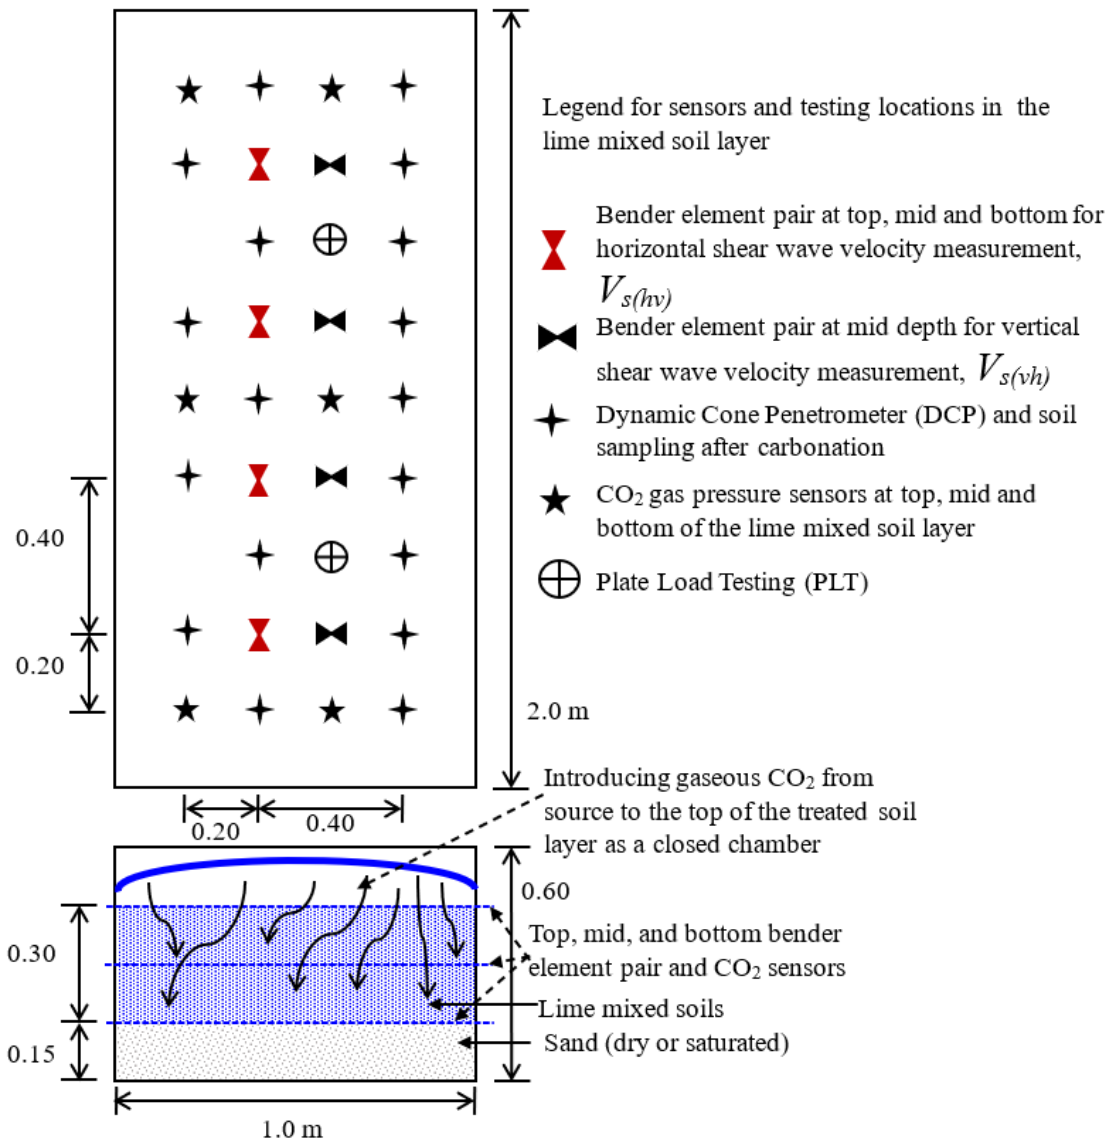 Legend for sensors and testing locations in the
lime mixed soil layer
Bender element pair at top, mid and bottom for
horizontal shear wave velocity measurement,
V_s(hv)
Bender element pair at mid depth for vertical
shear wave velocity measurement, V_s(vh)
Dynamic Cone Penetrometer (DCP) and soil
sampling after carbonation
CO₂ gas pressure sensors at top, mid and
bottom of the lime mixed soil layer
Plate Load Testing (PLT)
0.40
0.20
2.0 m
0.20
0.40
Introducing gaseous CO₂ from
source to the top of the treated soil
layer as a closed chamber
0.60
0.30
Top, mid, and bottom bender
element pair and CO₂ sensors
Lime mixed soils
Sand (dry or saturated)
0.15
1.0 m